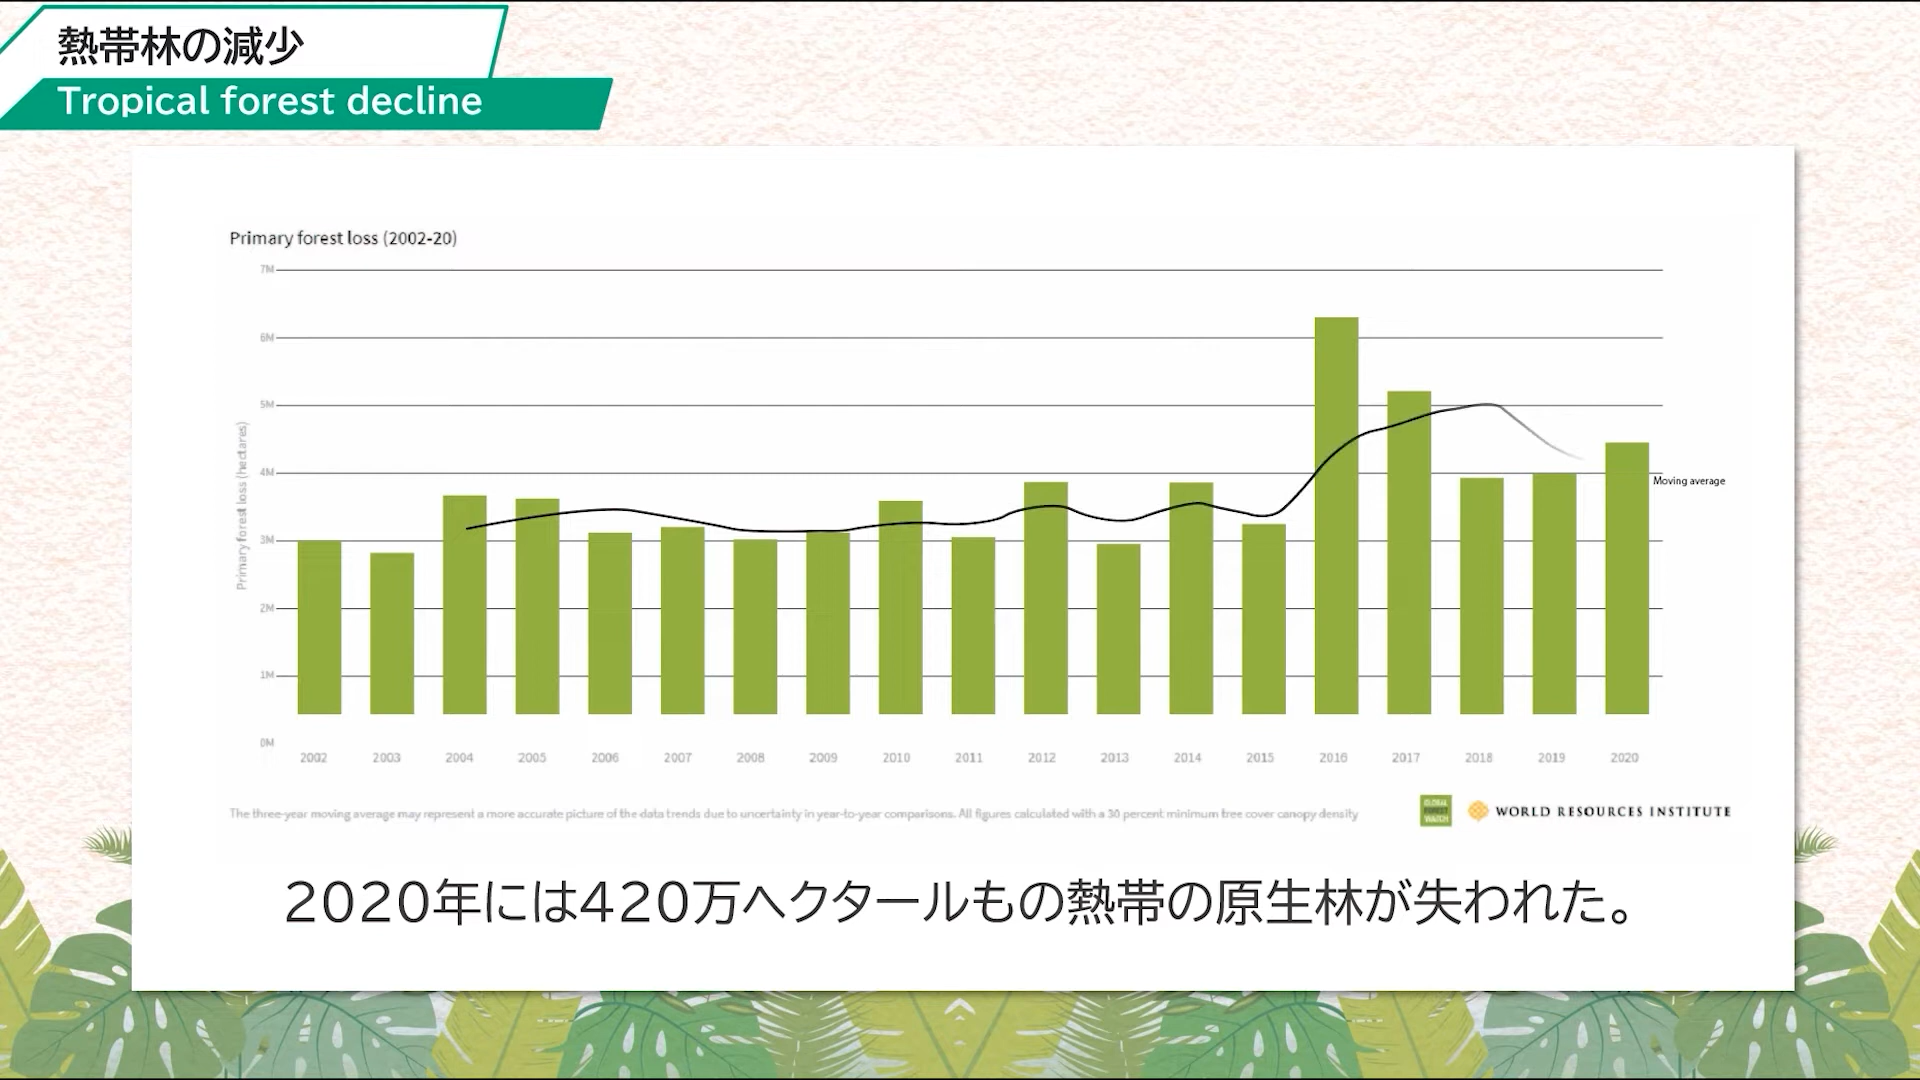 熱帯林の減少
Tropical forest decline
Primary forest loss (2002-20)
7M
6M
5M
4M
3M
2M
1M
0M
Primary forest loss (hectares)
Moving average
2002 2003 2004 2005 2006 2007 2008 2009 2010 2011 2012 2013 2014 2015 2016 2017 2018 2019 2020
The three-year moving average may represent a more accurate picture of the data trends due to uncertainty in year-to-year comparisons. All figures calculated with a 30 percent minimum tree cover canopy density
GLOBAL
FOREST
WATCH
WORLD RESOURCES INSTITUTE
2020年には420万ヘクタールもの熱帯の原生林が失われた。